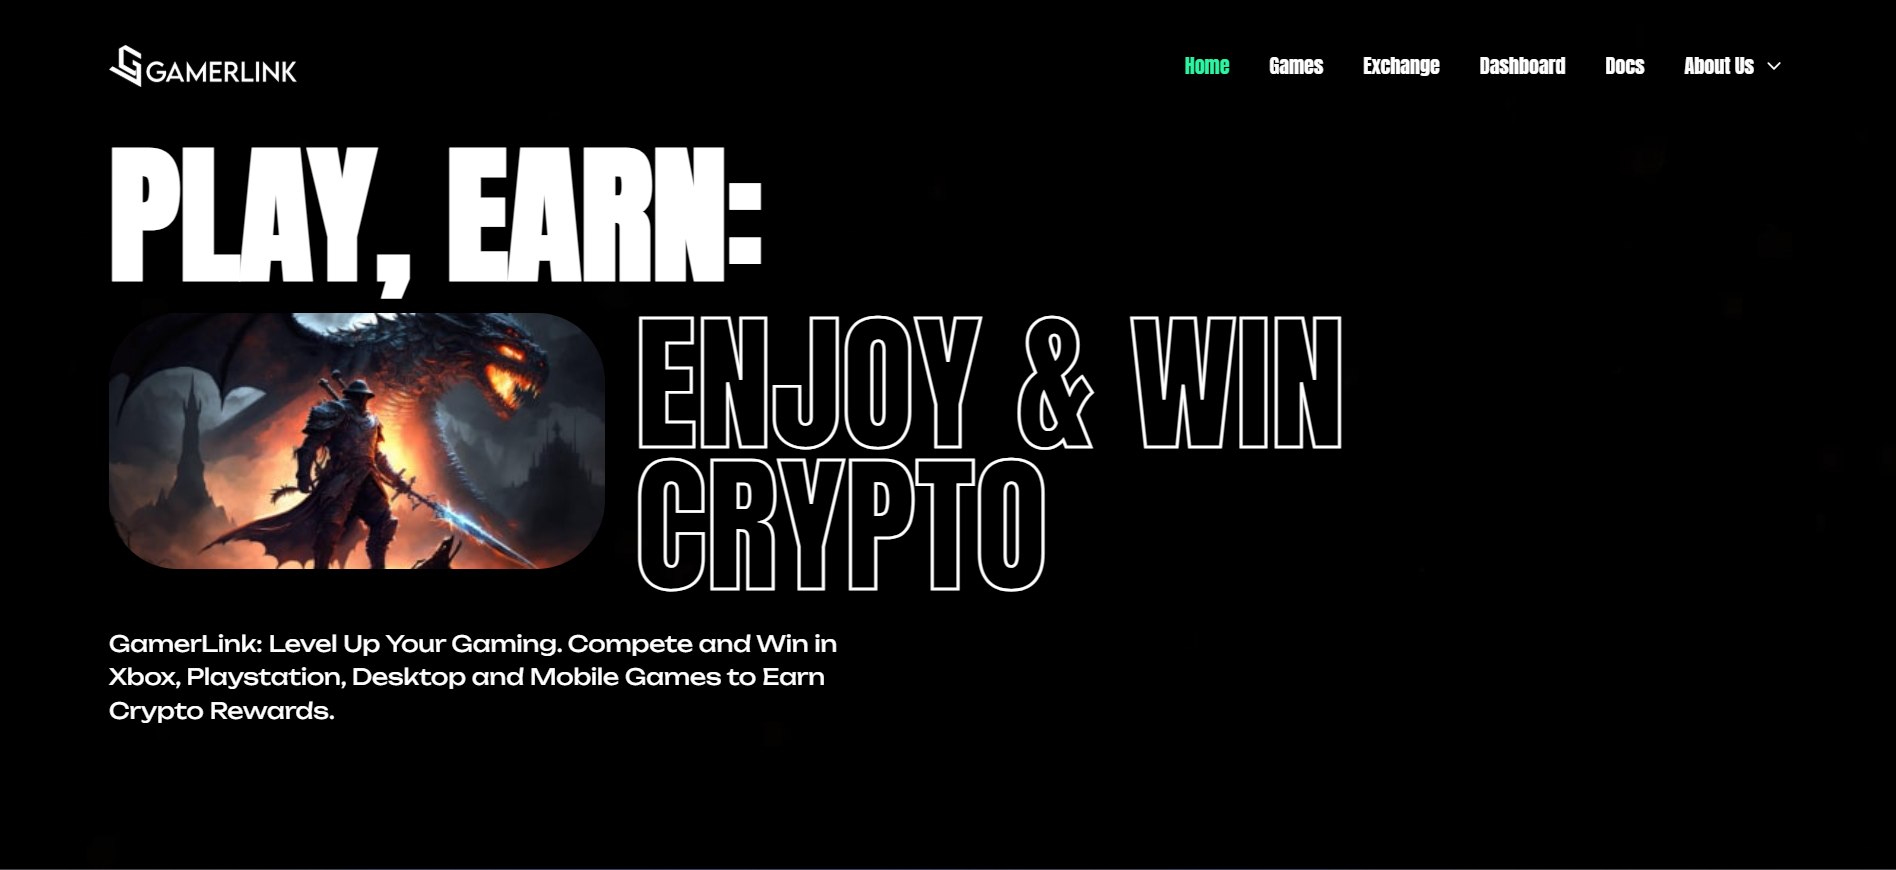 GAMERLINK
Home Games Exchange Dashboard Docs About Us
PLAY, EARN:
ENJOY & WIN
CRYPTO
GamerLink: Level Up Your Gaming. Compete and Win in
Xbox, Playstation, Desktop and Mobile Games to Earn
Crypto Rewards.